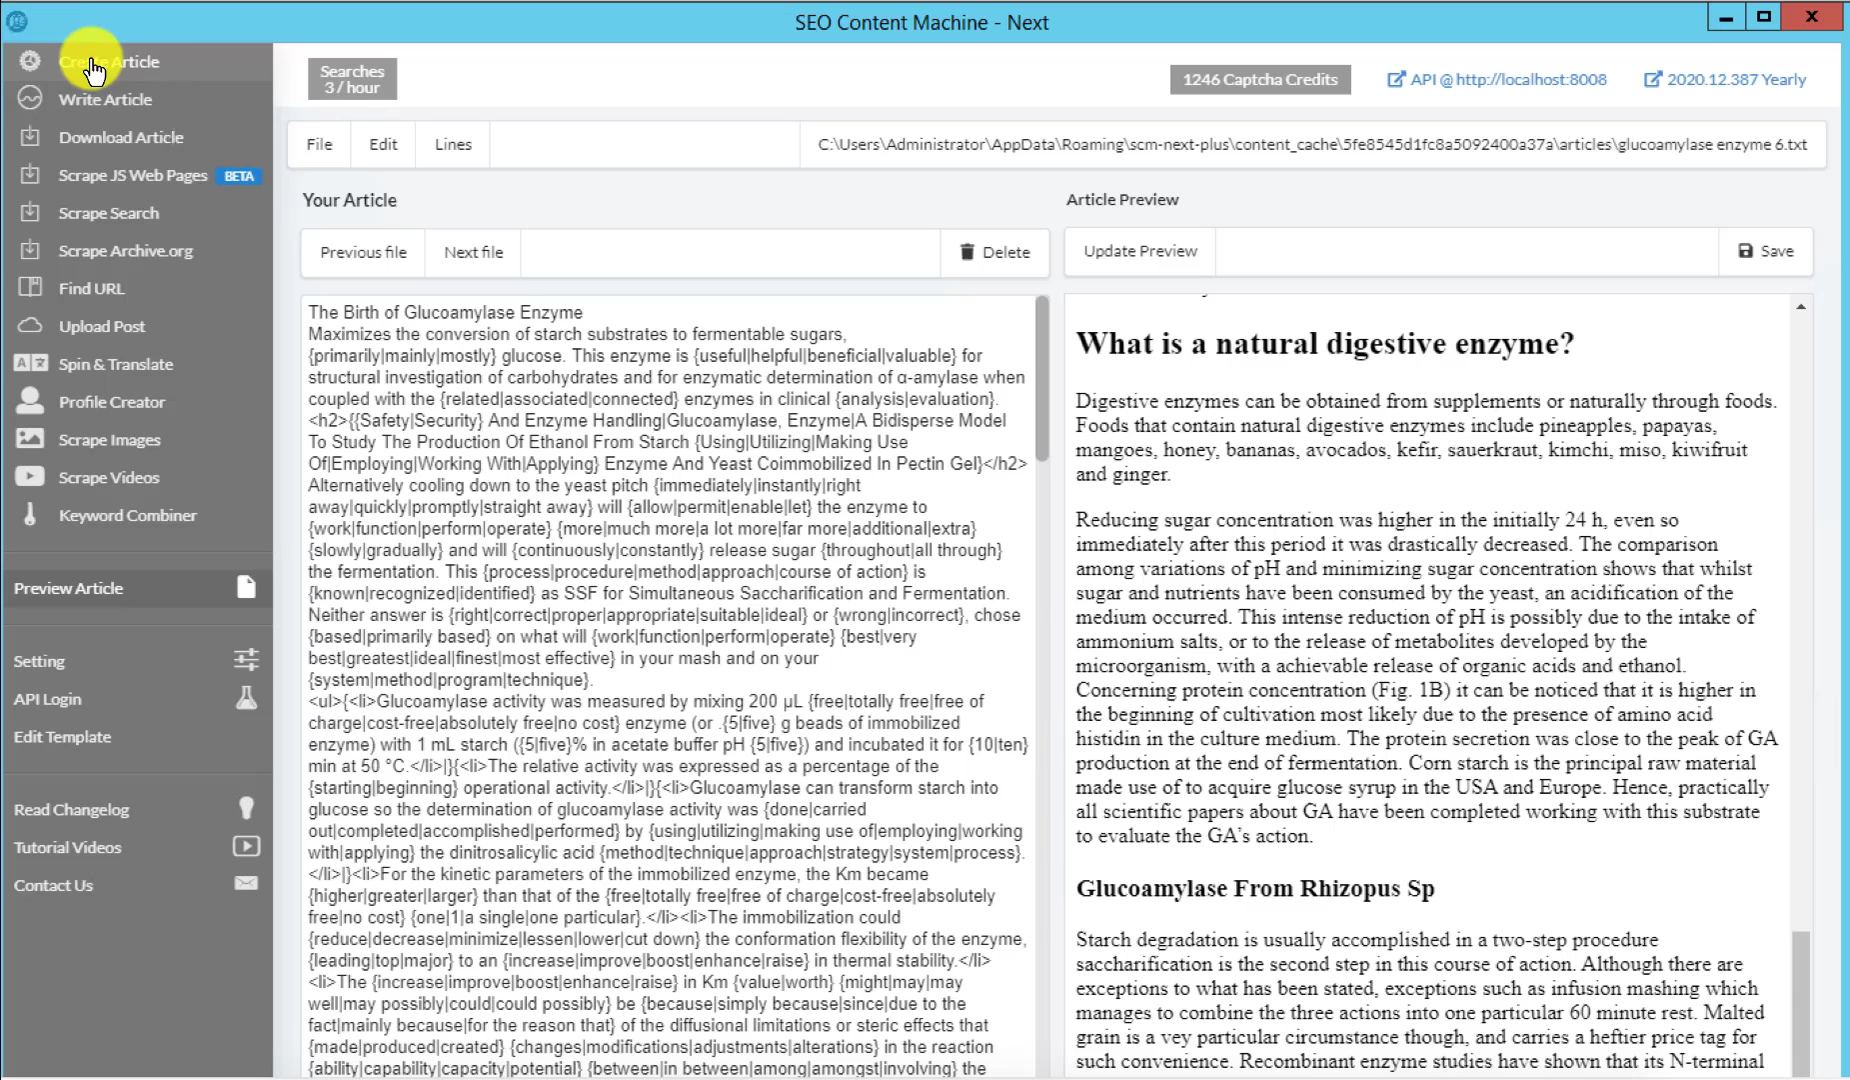 SEO Content Machine - Next
Create Article
Write Article
Download Article
Scrape JS Web Pages BETA
Scrape Search
Scrape Archive.org
Find URL
Upload Post
Spin & Translate
Profile Creator
Scrape Images
Scrape Videos
Keyword Combiner
Preview Article
Setting
API Login
Edit Template
Read Changelog
Tutorial Videos
Contact Us
Searches
3 / hour
1246 Captcha Credits
API @ http://localhost:8008
2020.12.387 Yearly
File
Edit
Lines
C:\Users\Administrator\AppData\Roaming\scm-next-plus\content_cache\5fe8545d1fc8a5092400a37a\articles\glucoamylase enzyme 6.txt
Your Article
Previous file
Next file
Delete
The Birth of Glucoamylase Enzyme
Maximizes the conversion of starch substrates to fermentable sugars,
{primarily|mainly|mostly} glucose. This enzyme is {useful|helpful|beneficial|valuable} for
structural investigation of carbohydrates and for enzymatic determination of α-amylase when
coupled with the {related|associated|connected} enzymes in clinical {analysis|evaluation}.
<h2>{{Safety|Security} And Enzyme Handling|Glucoamylase, Enzyme|A Bidisperse Model
To Study The Production Of Ethanol From Starch {Using|Utilizing|Making Use
Of|Employing|Working With|Applying} Enzyme And Yeast Coimmobilized In Pectin Gel}</h2>
Alternatively cooling down to the yeast pitch {immediately|instantly|right
away|quickly|promptly|straight away} will {allow|permit|enable|let} the enzyme to
{work|function|perform|operate} {more|much more|a lot more|far more|additional|extra}
{slowly|gradually} and will {continuously|constantly} release sugar {throughout|all through}
the fermentation. This {process|procedure|method|approach|course of action} is
{known|recognized|identified} as SSF for Simultaneous Saccharification and Fermentation.
Neither answer is {right|correct|proper|appropriate|suitable|ideal} or {wrong|incorrect}, chose
{based|primarily based} on what will {work|function|perform|operate} {best|very
best|greatest|ideal|finest|most effective} in your mash and on your
{system|method|program|technique}.
<ul>{<li>Glucoamylase activity was measured by mixing 200 µL {free|totally free|free of
charge|cost-free|absolutely free|no cost} enzyme (or .{5|five} g beads of immobilized
enzyme) with 1 mL starch ({5|five}% in acetate buffer pH {5|five}) and incubated it for {10|ten}
min at 50 °C.</li>|}{<li>The relative activity was expressed as a percentage of the
{starting|beginning} operational activity.</li>|}{<li>Glucoamylase can transform starch into
glucose so the determination of glucoamylase activity was {done|carried
out|completed|accomplished|performed} by {using|utilizing|making use of|employing|working
with|applying} the dinitrosalicylic acid {method|technique|approach|strategy|system|process}.
</li>|}<li>For the kinetic parameters of the immobilized enzyme, the Km became
{higher|greater|larger} than that of the {free|totally free|free of charge|cost-free|absolutely
free|no cost} {one|1|a single|one particular}.</li><li>The immobilization could
{reduce|decrease|minimize|lessen|lower|cut down} the conformation flexibility of the enzyme,
{leading|top|major} to an {increase|improve|boost|enhance|raise} in thermal stability.</li>
<li>The {increase|improve|boost|enhance|raise} in Km {value|worth} {might|may|may
well|may possibly|could|could possibly} be {because|simply because|since|due to the
fact|mainly because|for the reason that} of the diffusional limitations or steric effects that
{made|produced|created} {changes|modifications|adjustments|alterations} in the reaction
{ability|capability|capacity|potential} {between|in between|among|amongst|involving} the
Article Preview
Update Preview
Save
What is a natural digestive enzyme?
Digestive enzymes can be obtained from supplements or naturally through foods.
Foods that contain natural digestive enzymes include pineapples, papayas,
mangoes, honey, bananas, avocados, kefir, sauerkraut, kimchi, miso, kiwifruit
and ginger.
Reducing sugar concentration was higher in the initially 24 h, even so
immediately after this period it was drastically decreased. The comparison
among variations of pH and minimizing sugar concentration shows that whilst
sugar and nutrients have been consumed by the yeast, an acidification of the
medium occurred. This intense reduction of pH is possibly due to the intake of
ammonium salts, or to the release of metabolites developed by the
microorganism, with a achievable release of organic acids and ethanol.
Concerning protein concentration (Fig. 1B) it can be noticed that it is higher in
the beginning of cultivation most likely due to the presence of amino acid
histidin in the culture medium. The protein secretion was close to the peak of GA
production at the end of fermentation. Corn starch is the principal raw material
made use of to acquire glucose syrup in the USA and Europe. Hence, practically
all scientific papers about GA have been completed working with this substrate
to evaluate the GA's action.
Glucoamylase From Rhizopus Sp
Starch degradation is usually accomplished in a two-step procedure
saccharification is the second step in this course of action. Although there are
exceptions to what has been stated, exceptions such as infusion mashing which
manages to combine the three actions into one particular 60 minute rest. Malted
grain is a vey particular circumstance though, and carries a heftier price tag for
such convenience. Recombinant enzyme studies have shown that its N-terminal